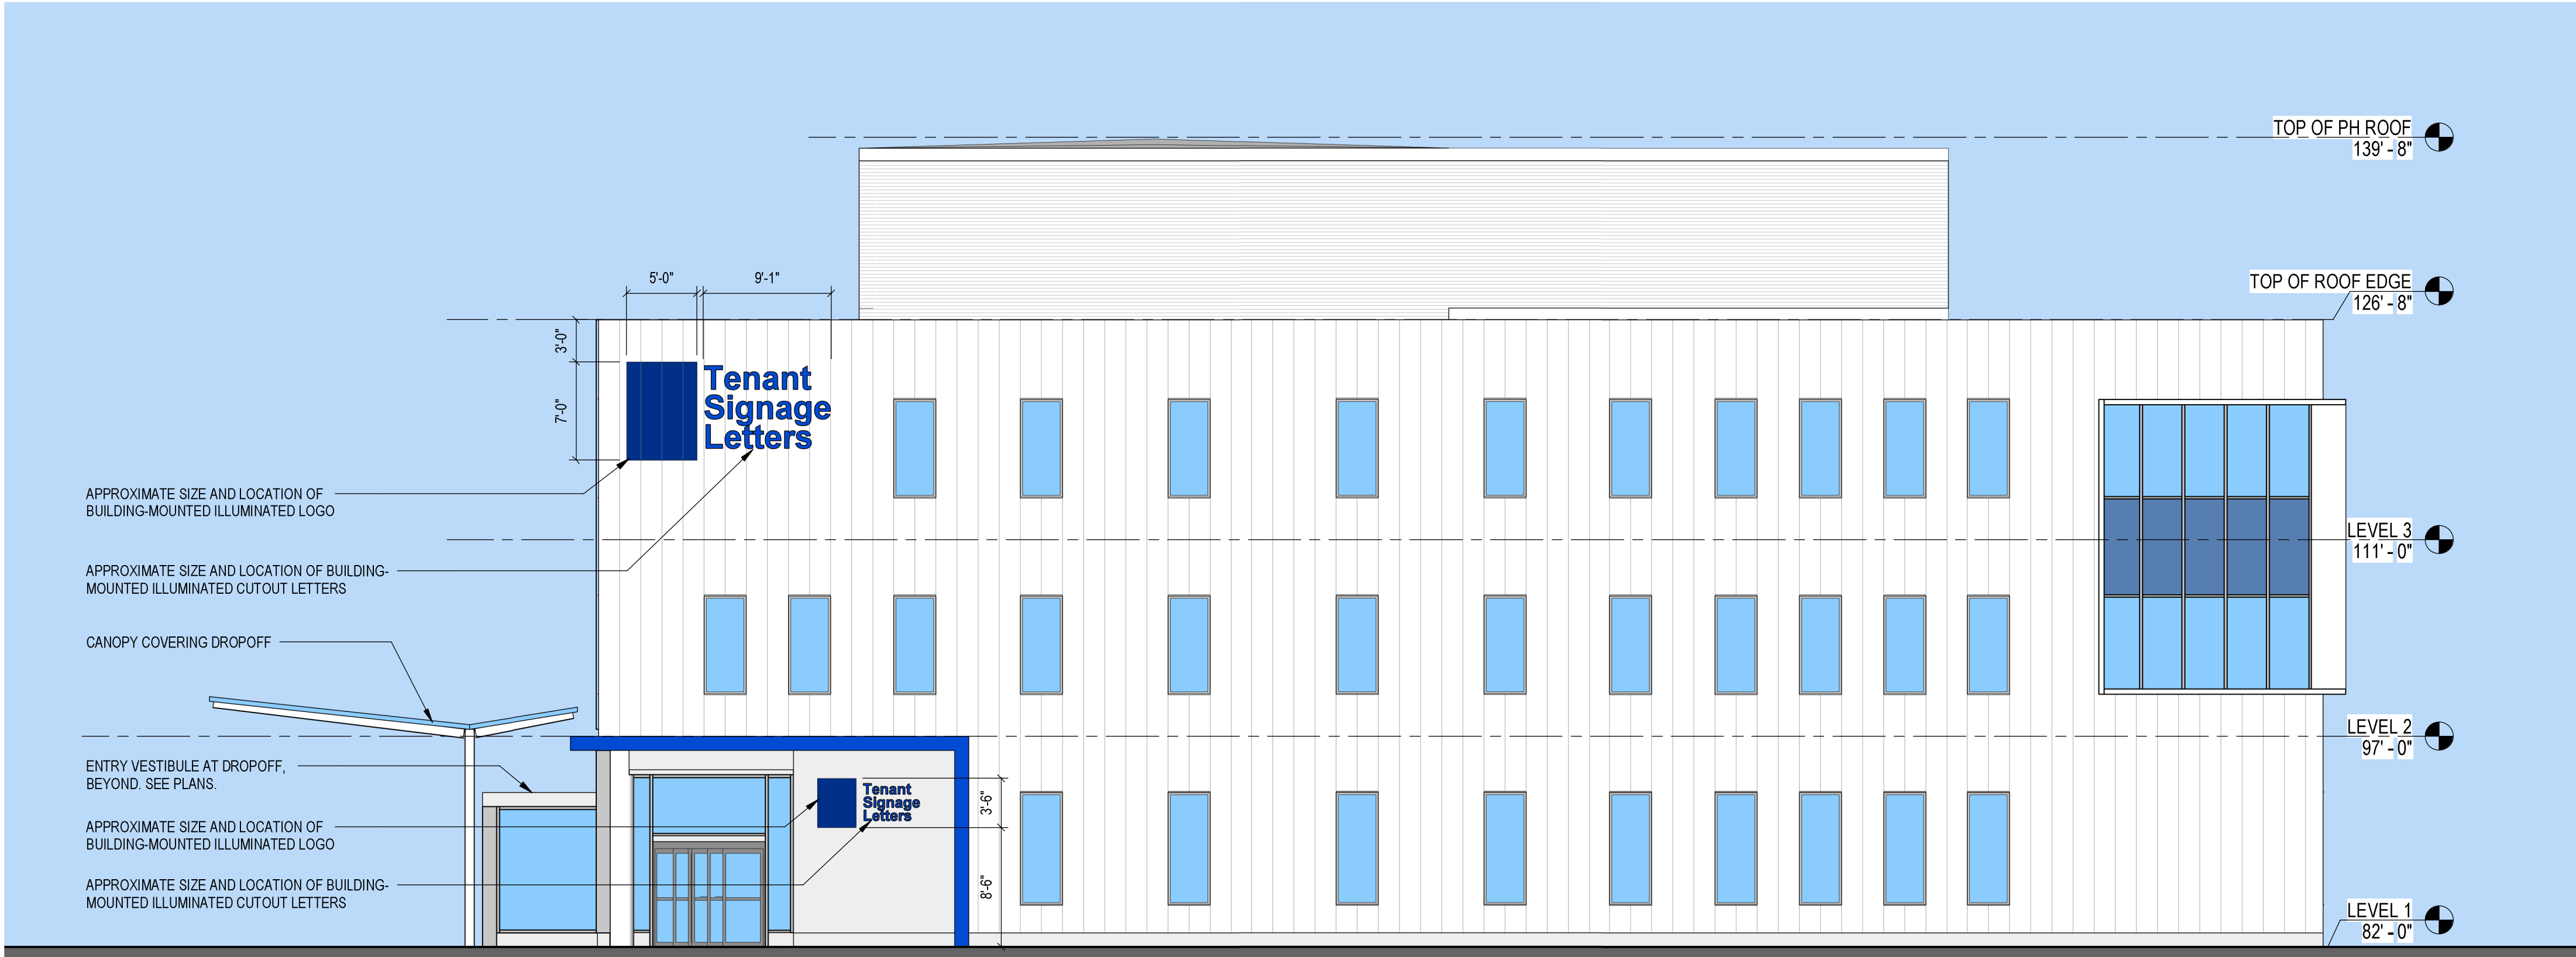 TOP OF PH ROOF
139' - 8"
5'-0"
9'-1"
TOP OF ROOF EDGE
126' - 8"
3'-0"
7'-0"
Tenant
Signage
Letters
APPROXIMATE SIZE AND LOCATION OF
BUILDING-MOUNTED ILLUMINATED LOGO
LEVEL 3
111' - 0"
APPROXIMATE SIZE AND LOCATION OF BUILDING-
MOUNTED ILLUMINATED CUTOUT LETTERS
CANOPY COVERING DROPOFF
LEVEL 2
97' - 0"
ENTRY VESTIBULE AT DROPOFF,
BEYOND. SEE PLANS.
Tenant
Signage
Letters
3'-6"
APPROXIMATE SIZE AND LOCATION OF
BUILDING-MOUNTED ILLUMINATED LOGO
APPROXIMATE SIZE AND LOCATION OF BUILDING-
MOUNTED ILLUMINATED CUTOUT LETTERS
8'-6"
LEVEL 1
82' - 0"